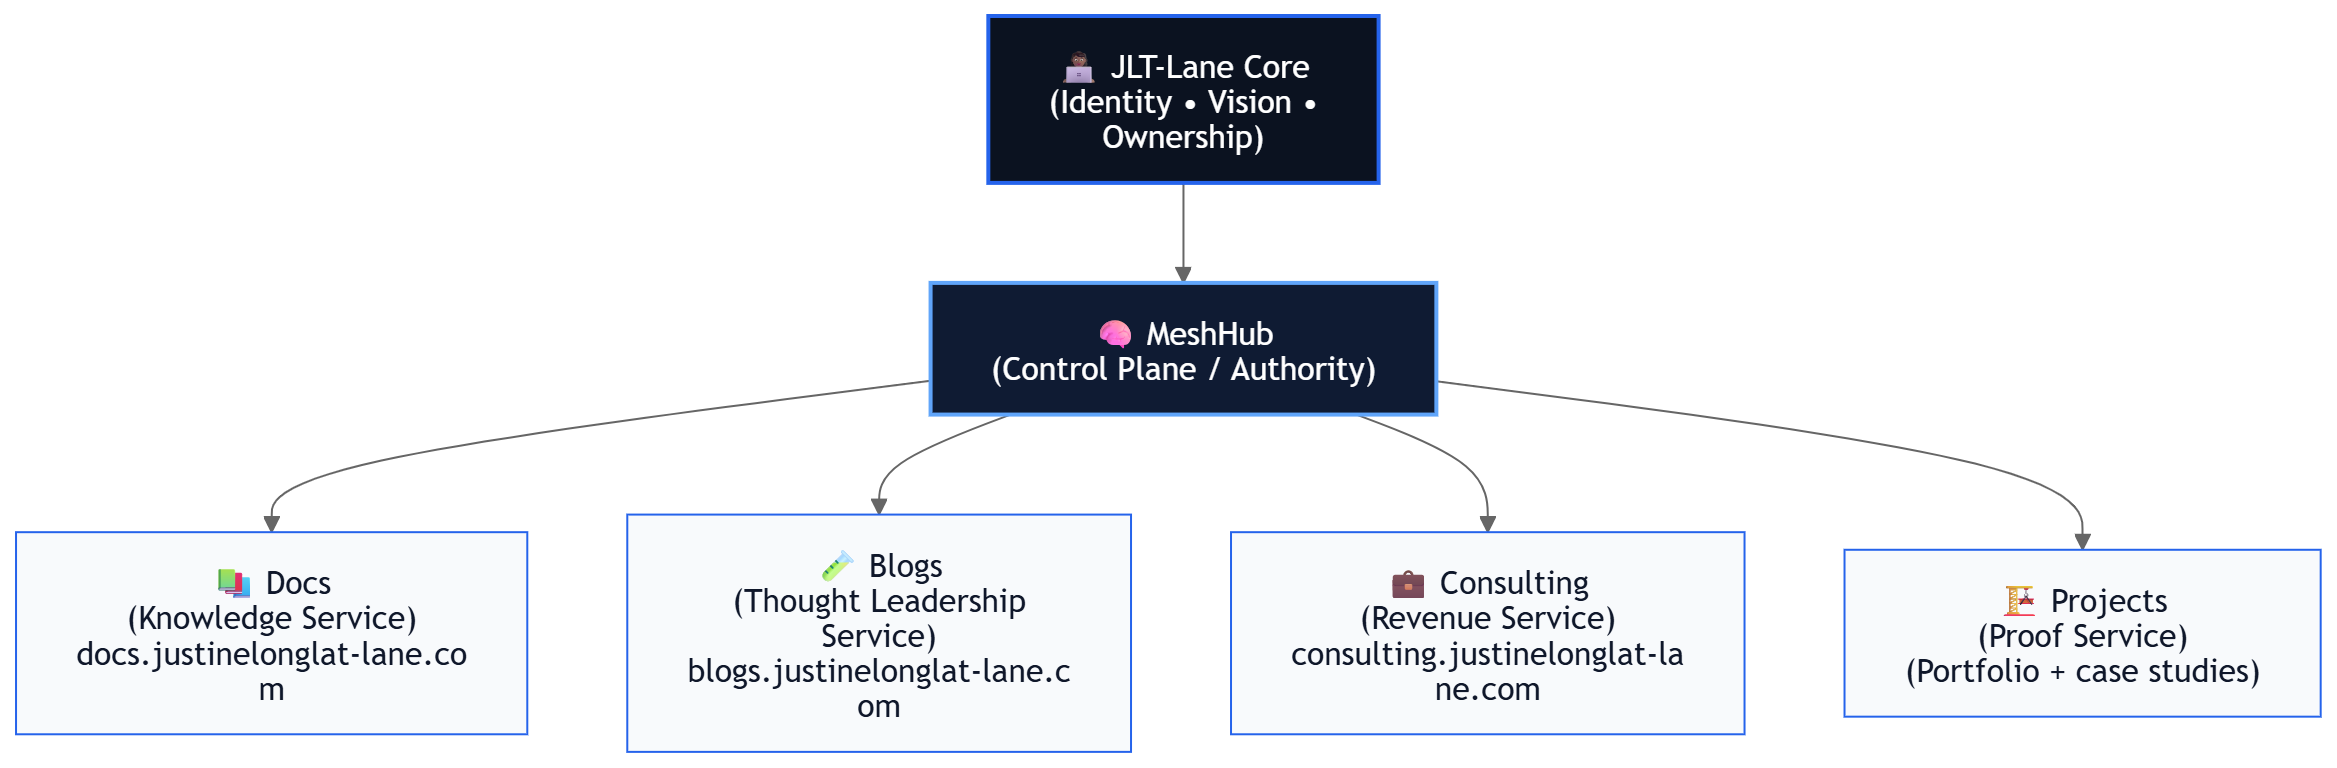 JLT-Lane Core
(Identity • Vision •
Ownership)
MeshHub
(Control Plane / Authority)
Docs
(Knowledge Service)
docs.justinelonglat-lane.co
m
Blogs
(Thought Leadership
Service)
blogs.justinelonglat-lane.c
om
Consulting
(Revenue Service)
consulting.justinelonglat-la
ne.com
Projects
(Proof Service)
(Portfolio + case studies)